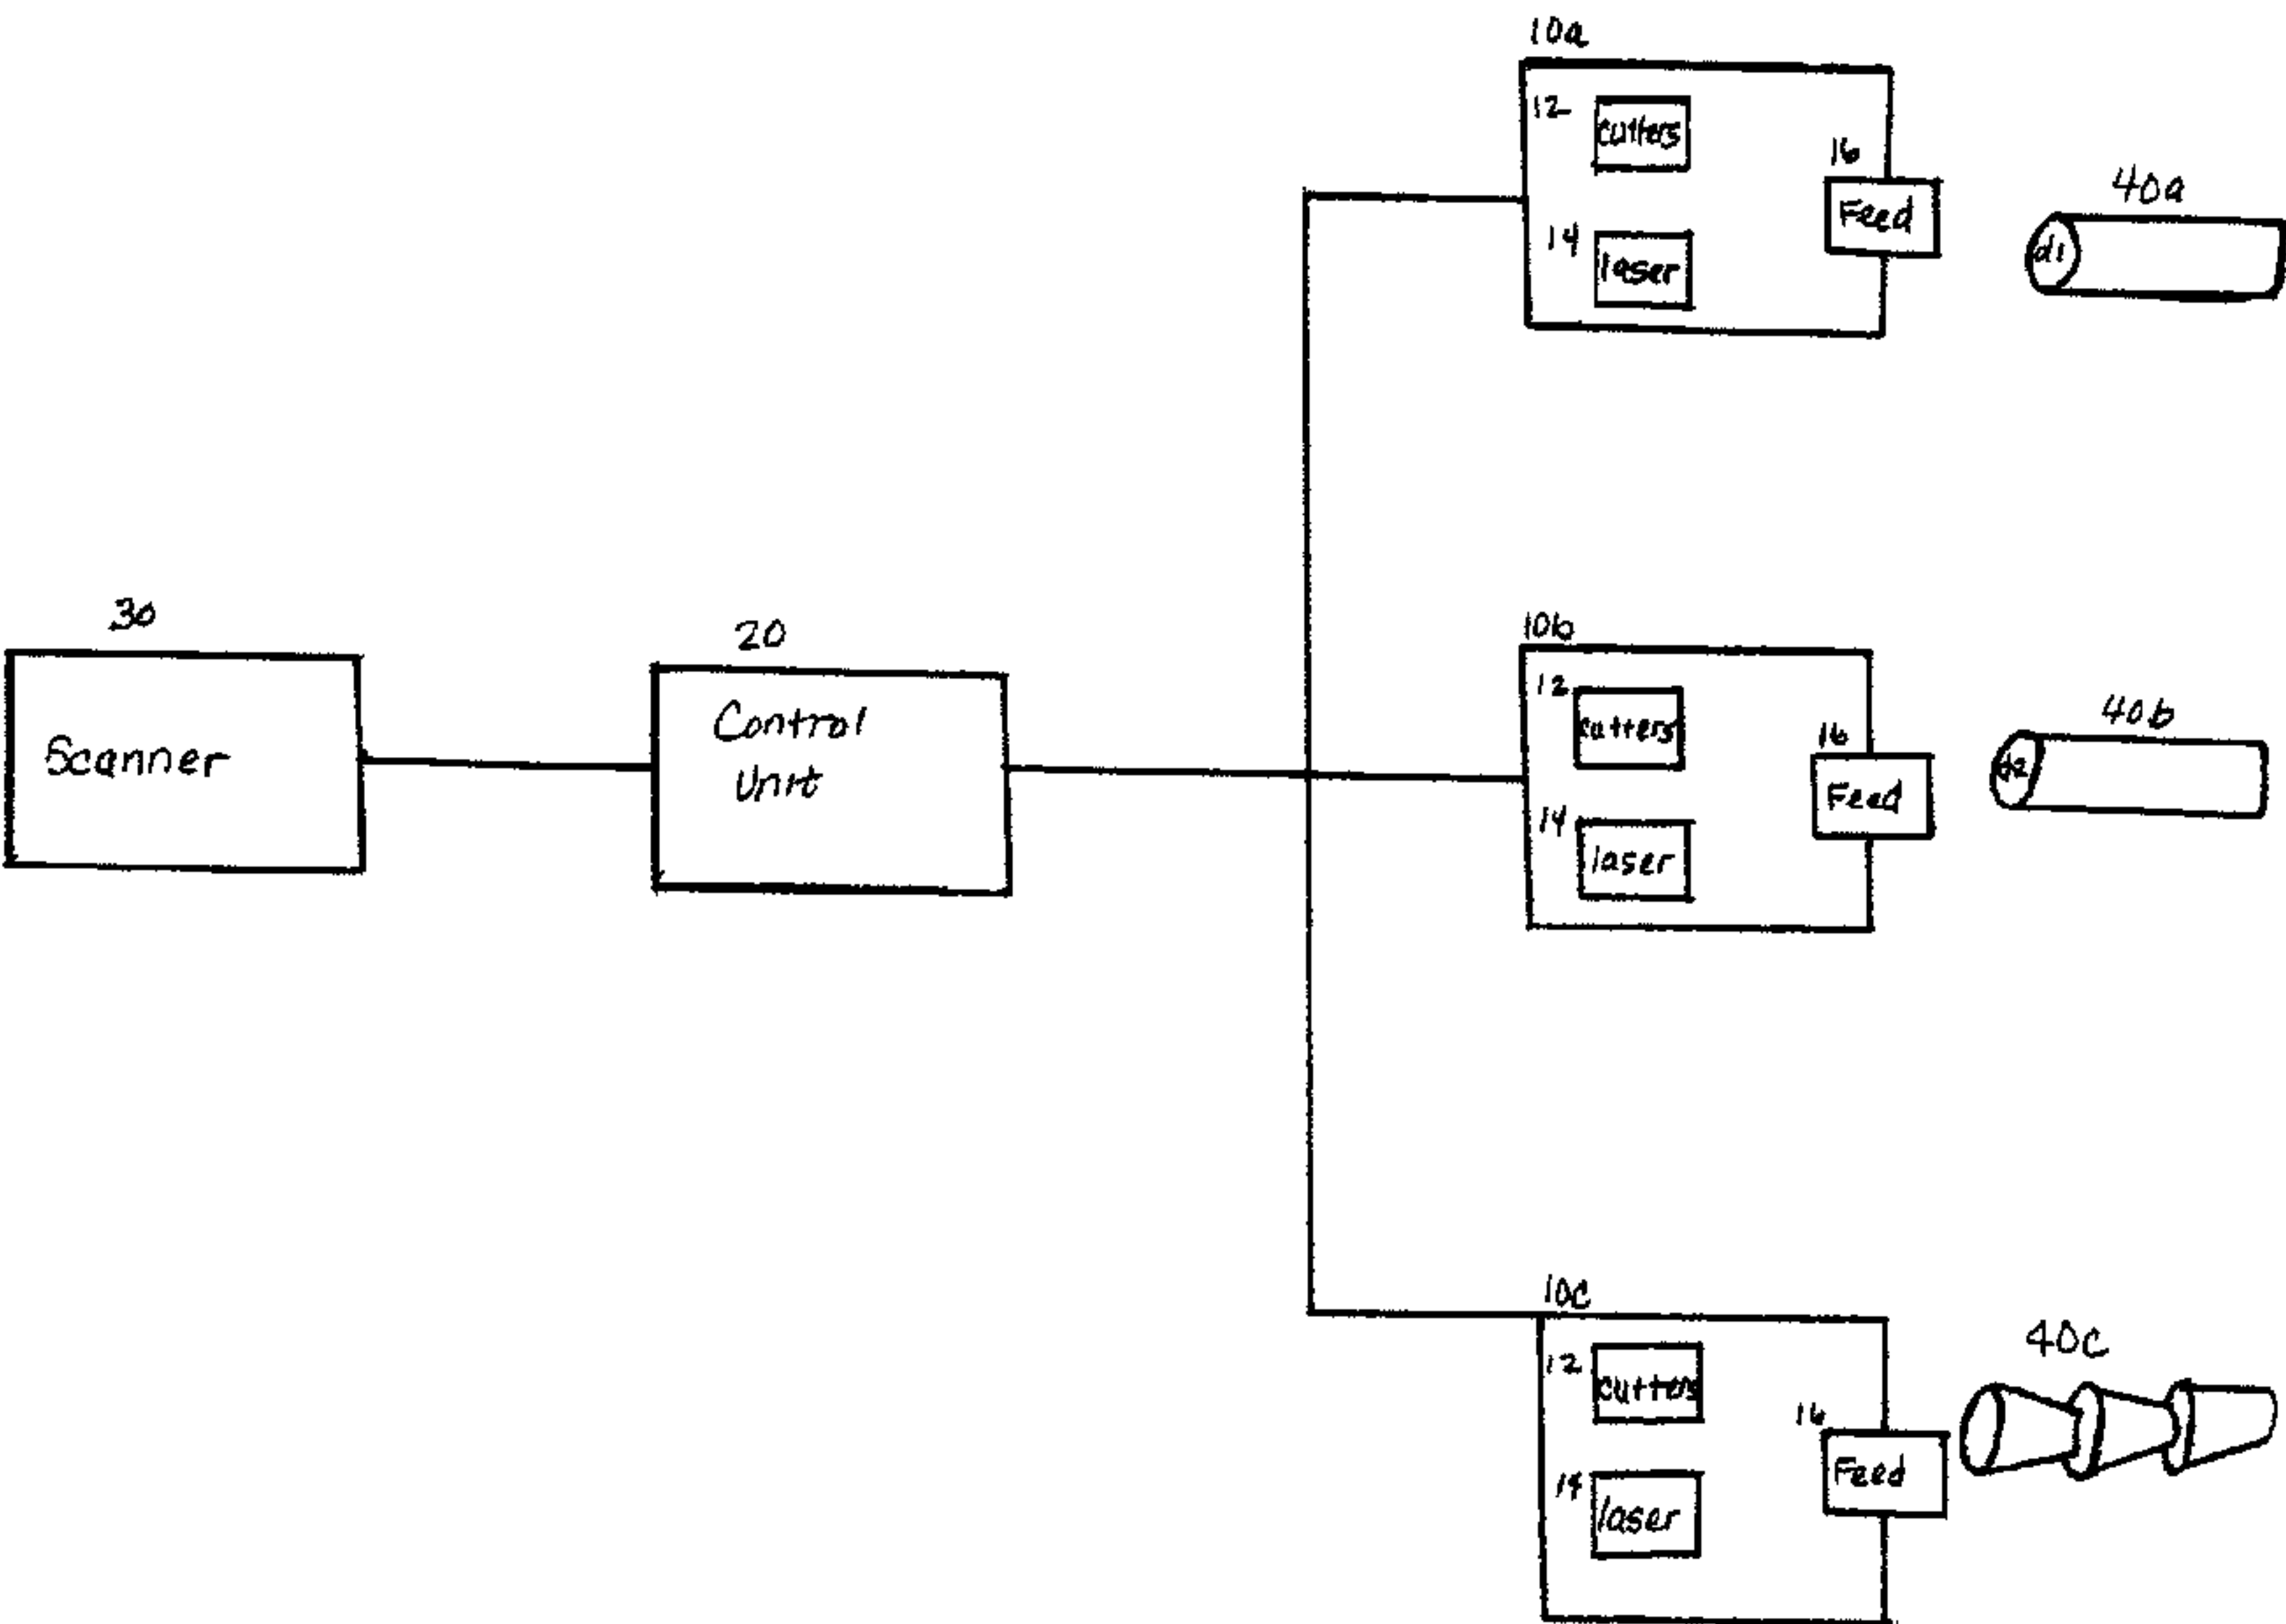 30
Scanner
20
Control
Unit
10a
12
cutters
14
laser
16
Feed
40a
d1
10b
12
cutters
14
laser
16
Feed
40b
d2
10c
12
cutters
14
laser
16
Feed
40c